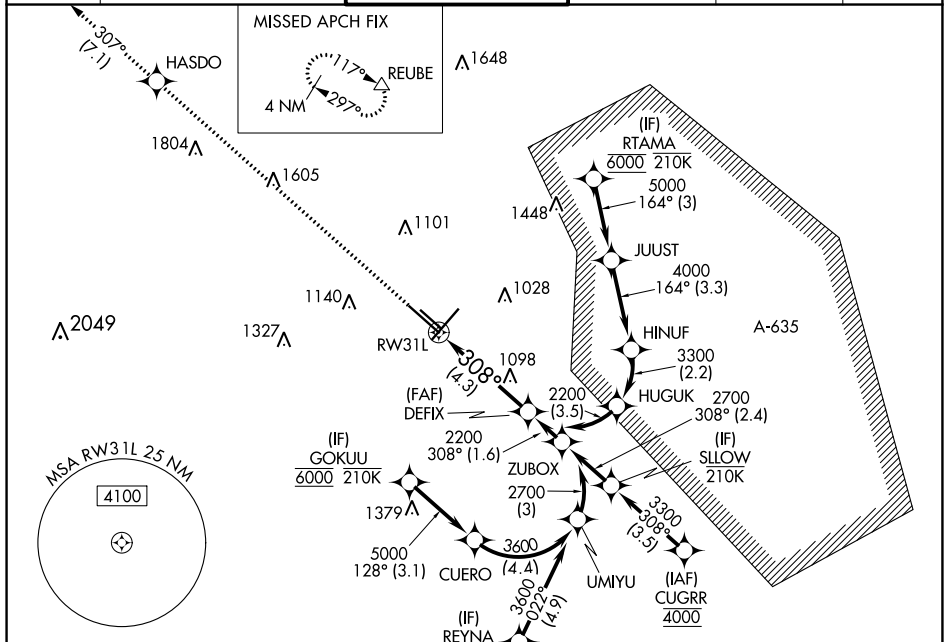 MISSED APCH FIX
117°
REUBE
4 NM
297°
307°
(7.1)
HASDO
1648
1804
1605
1448
1101
1140
1028
2049
1327
RW31L
1098
308°
(4.3)
(IF)
RTAMA
6000 210K
5000
164° (3)
JUUST
4000
164° (3.3)
HINUF
A-635
3300
(2.2)
HUGUK
2200
(3.5)
2700
308° (2.4)
(FAF)
DEFIX
2200
308° (1.6)
ZUBOX
(IF)
SLLOW
210K
(IF)
GOKUU
6000 210K
1379
2700
(3)
3300
308°
(3.5)
MSA RW31L 25 NM
4100
5000
128° (3.1)
CUERO
3600
(4.4)
UMIYU
(IAF)
CUGRR
4000
3600
022°
(4.9)
(IF)
REYNA